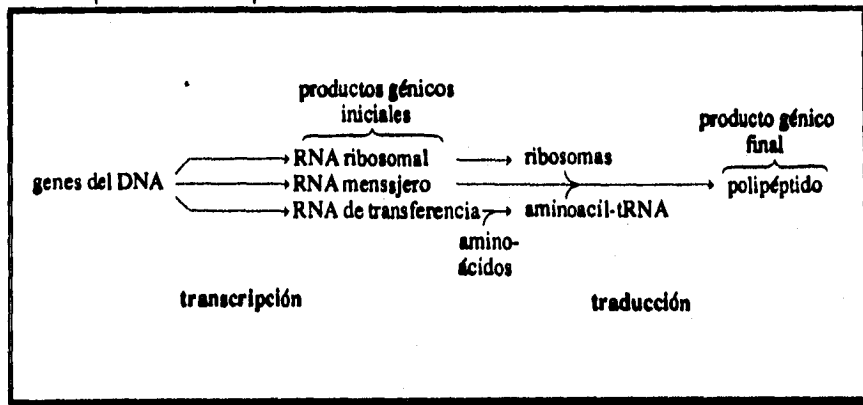 productos génicos
iniciales
producto génico
final
RNA ribosomal
ribosomas
genes del DNA
RNA menssjero
polipéptido
RNA de transferencia
aminoacil-tRNA
amino-
ácidos
transcripción
traducción